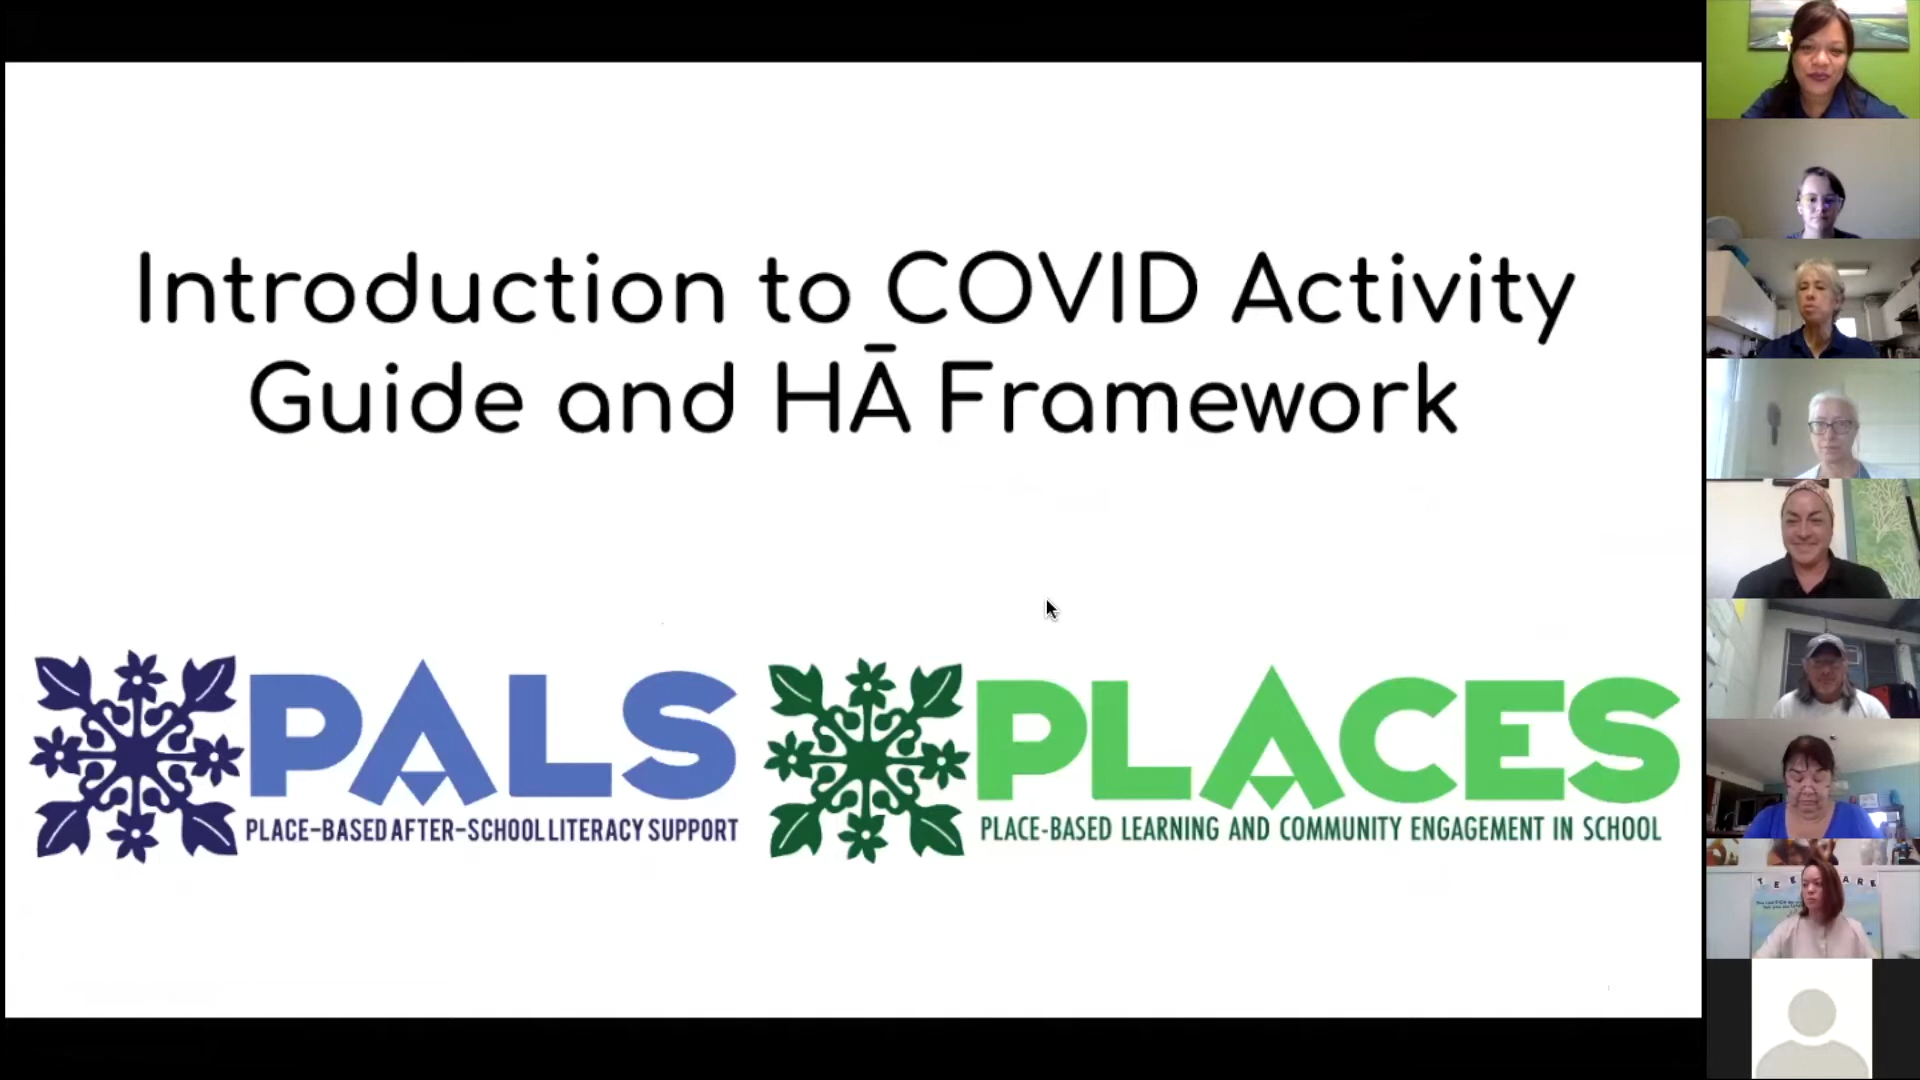 Introduction to COVID Activity
Guide and HĀ Framework
PALS
PLACE-BASED AFTER-SCHOOL LITERACY SUPPORT
PLACES
PLACE-BASED LEARNING AND COMMUNITY ENGAGEMENT IN SCHOOL